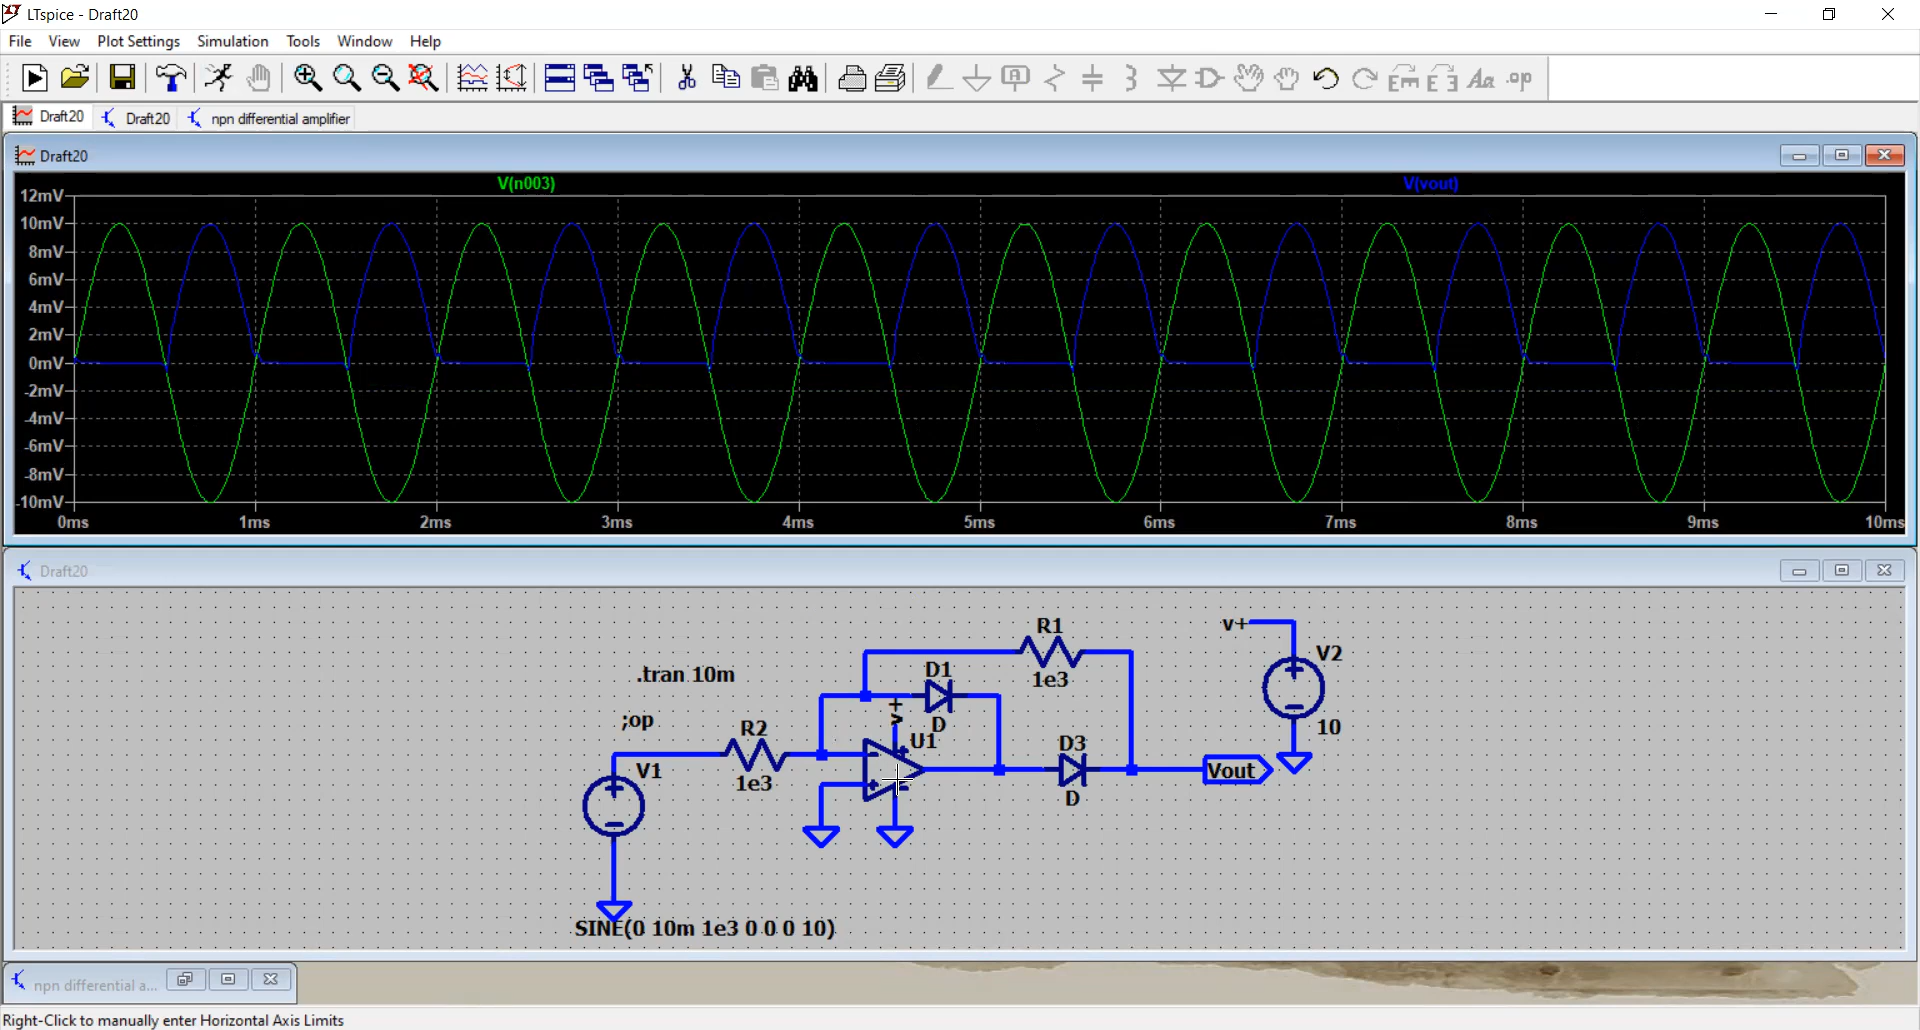 LTspice - Draft20
File View Plot Settings Simulation Tools Window Help
Draft20 Draft20 npn differential amplifier
Draft20
V(n003) V(vout)
12mV
10mV
8mV
6mV
4mV
2mV
0mV
-2mV
-4mV
-6mV
-8mV
-10mV
0ms 1ms 2ms 3ms 4ms 5ms 6ms 7ms 8ms 9ms 10ms
Draft20
R1
1e3
v+
V2
10
.tran 10m
D1
D
v+
;op
R2
1e3
U1
D3
D
V1
Vout
SINE(0 10m 1e3 0 0 0 10)
npn differential a...
Right-Click to manually enter Horizontal Axis Limits